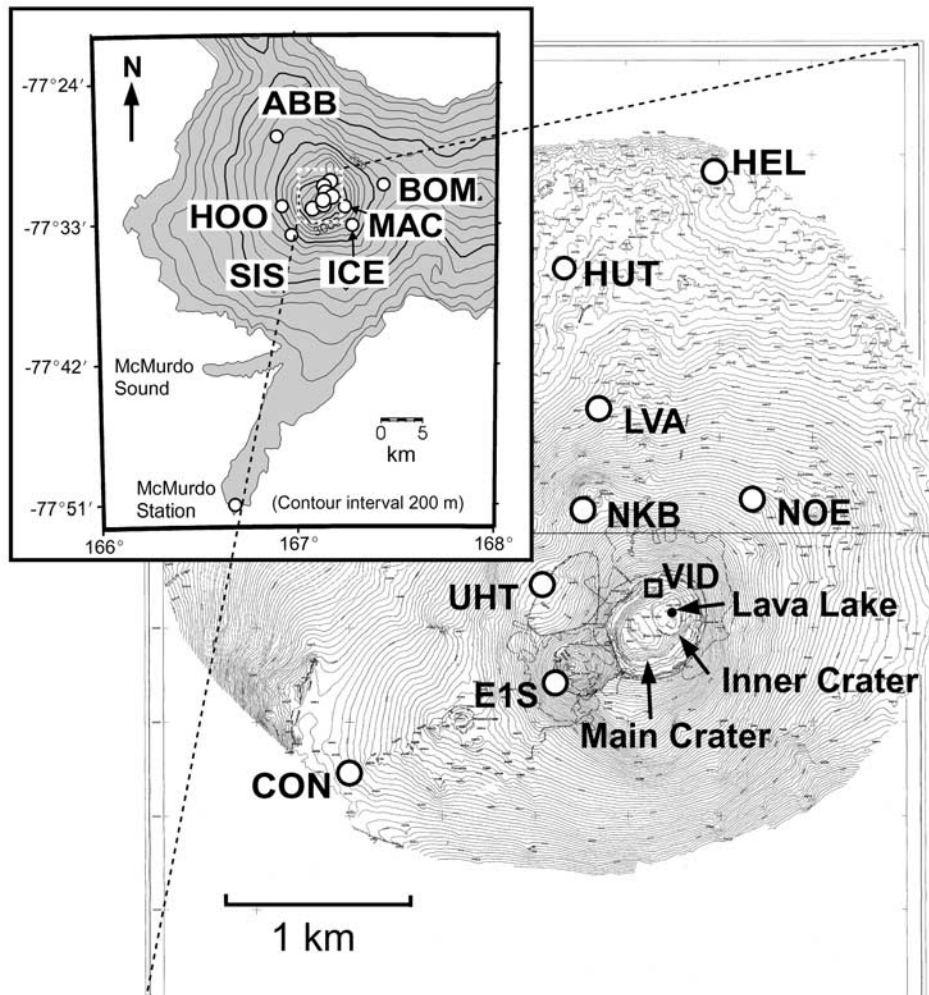 -77°24′
N
ABB
BOM
HOO
MAC
-77°33′
SIS
ICE
-77°42′
McMurdo
Sound
0 5
km
McMurdo
Station
-77°51′
(Contour interval 200 m)
166°
167°
168°
HEL
HUT
LVA
NKB
NOE
UHT
VID
Lava Lake
Inner Crater
E1S
Main Crater
CON
1 km